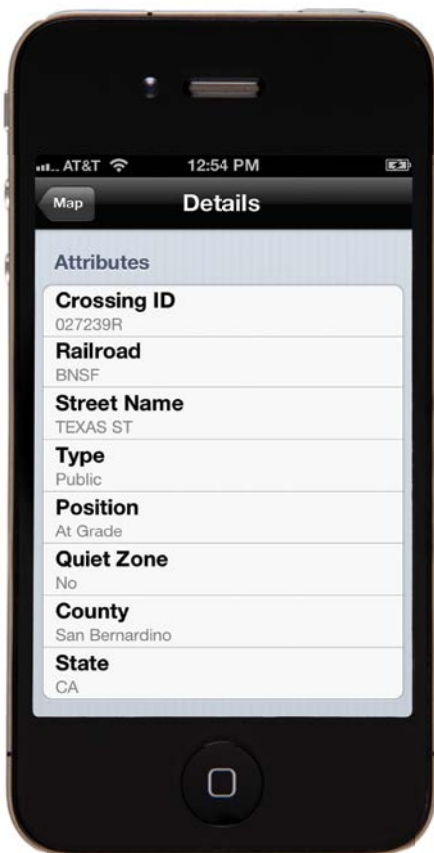 AT&T 12:54 PM
Map Details
Attributes
Crossing ID
027239R
Railroad
BNSF
Street Name
TEXAS ST
Type
Public
Position
At Grade
Quiet Zone
No
County
San Bernardino
State
CA